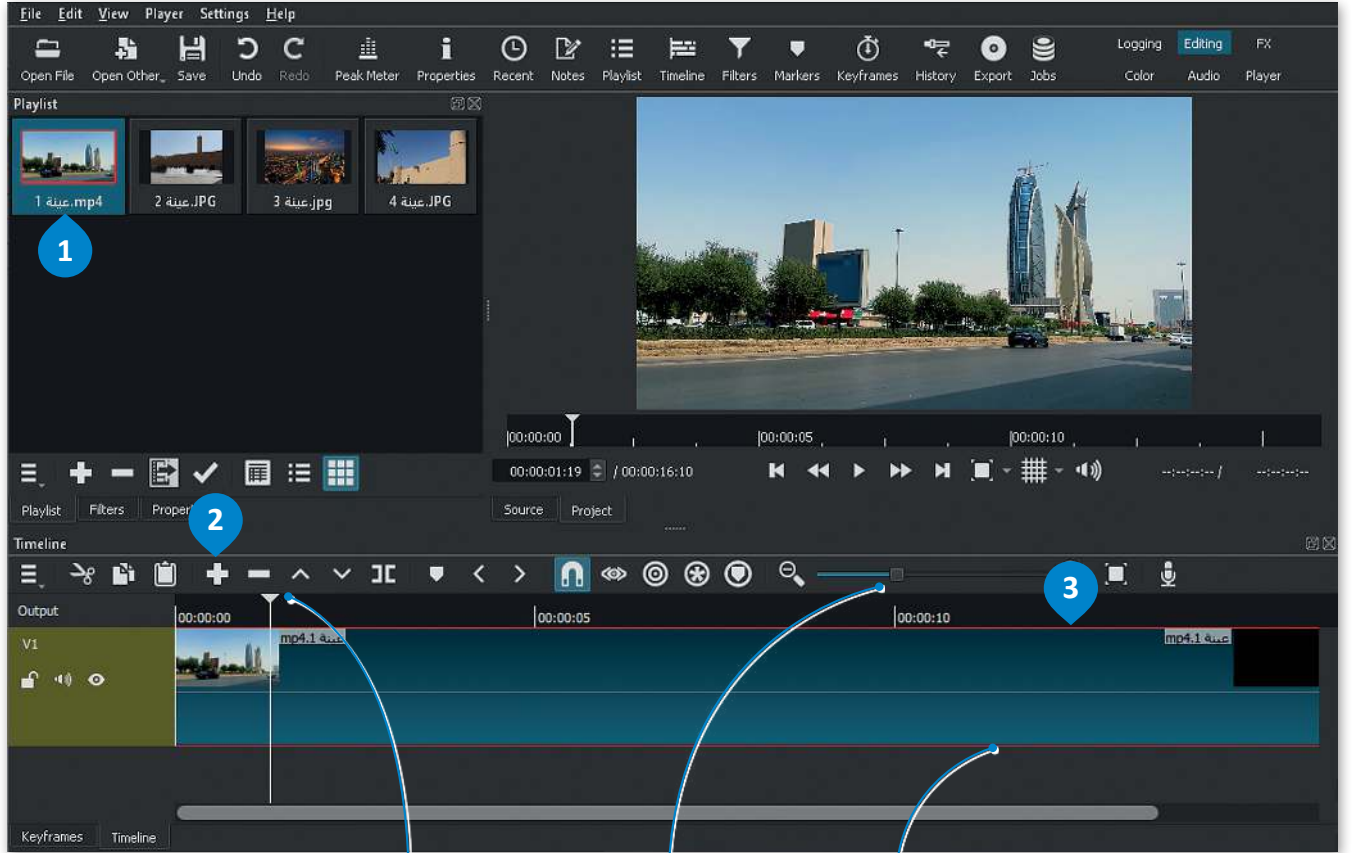 File Edit View Player Settings Help
Open File Open Other.. Save Undo Redo Peak Meter Properties Recent Notes Playlist Timeline Filters Markers Keyframes History Export Jobs
Logging Editing FX
Color Audio Player
Playlist
عينة 1.mp4
عينة 2.JPG
عينة 3.jpg
عينة 4.JPG
1
00:00:00 00:00:05 00:00:10
00:00:01:19 / 00:00:16:10 --:--:--:-- / --:--:--:--
Playlist Filters
2
Source Project
Timeline
3
Output 00:00:00 00:00:05 00:00:10
V1
عينة 1.mp4
عينة 1.mp4
Keyframes Timeline